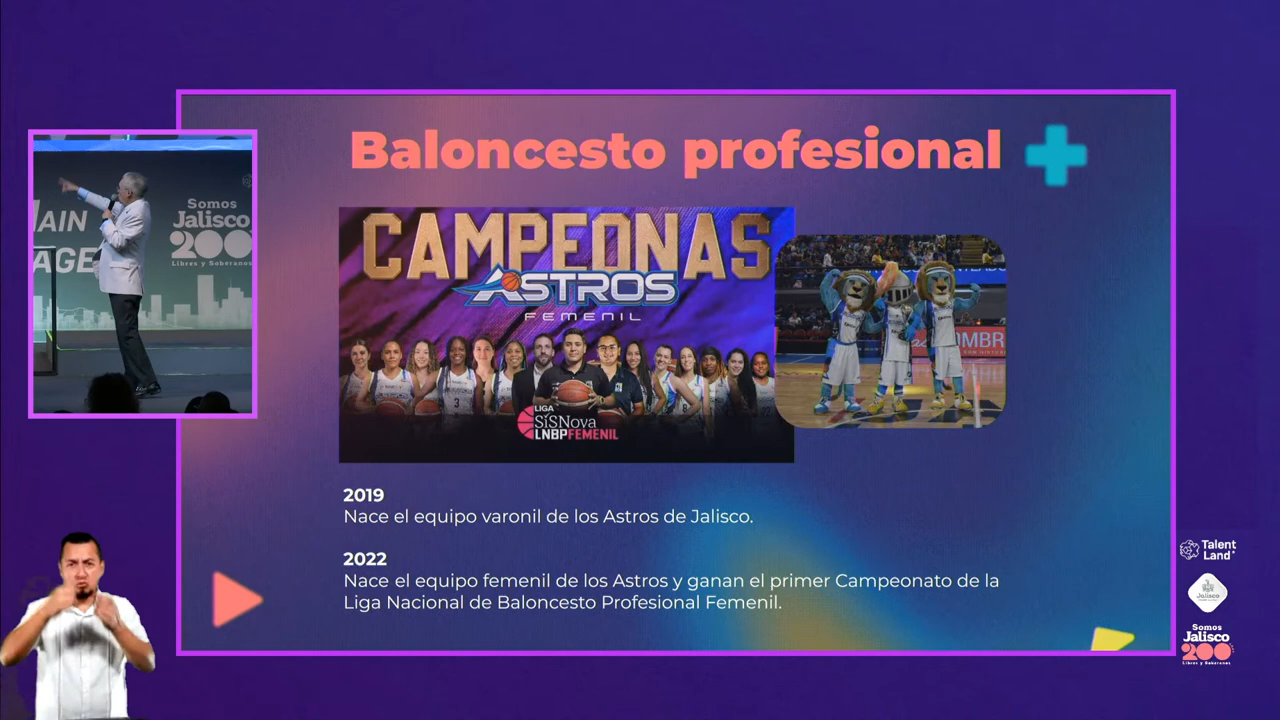 Baloncesto profesional
CAMPEONAS
ASTROS
FEMENIL
LIGA
SíSNova
LNBPFEMENIL
2019
Nace el equipo varonil de los Astros de Jalisco.
2022
Nace el equipo femenil de los Astros y ganan el primer Campeonato de la
Liga Nacional de Baloncesto Profesional Femenil.
Somos
Jalisco
200
Libres y Soberanos
Talent
Land
Jalisco
Somos
Jalisco
200
Libres y Soberanos